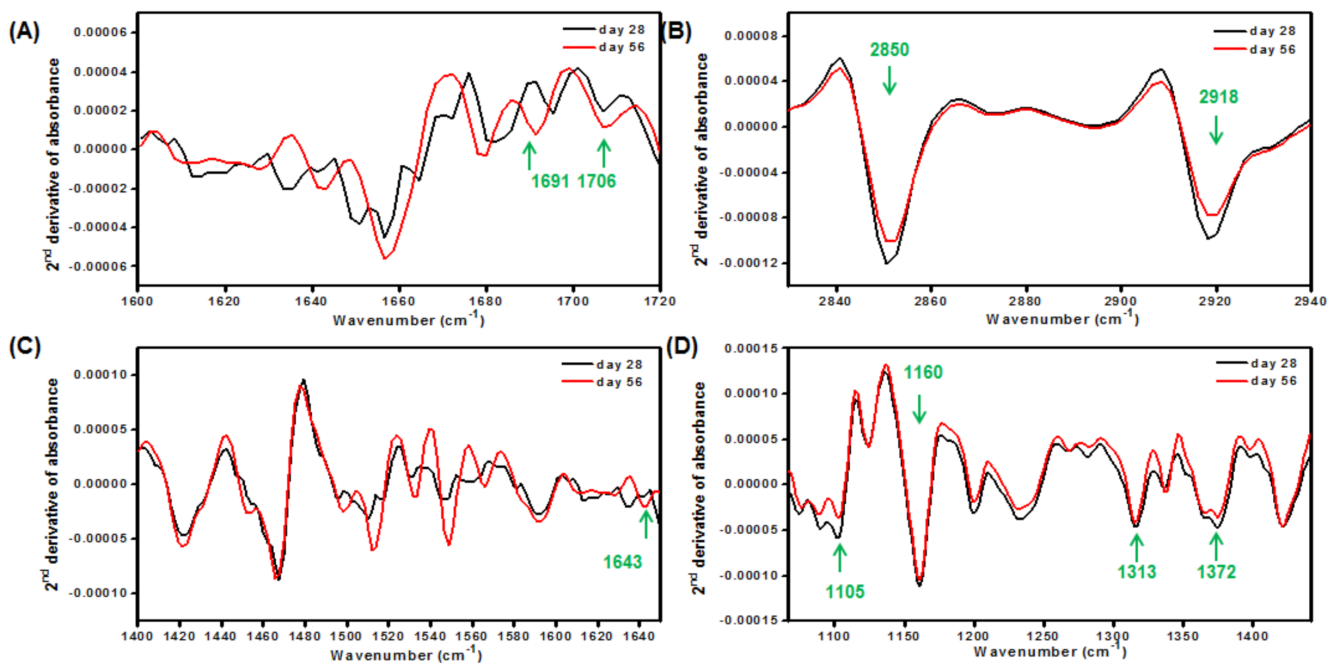 (A)
0.00006
0.00004
0.00002
0.00000
-0.00002
-0.00004
-0.00006
2nd derivative of absorbance
day 28
day 56
1691 1706
1600 1620 1640 1660 1680 1700 1720
Wavenumber (cm-1)
(B)
0.00008
0.00004
0.00000
-0.00004
-0.00008
-0.00012
2nd derivative of absorbance
day 28
day 56
2850
2918
2840 2860 2880 2900 2920 2940
Wavenumber (cm-1)
(C)
0.00010
0.00005
0.00000
-0.00005
-0.00010
2nd derivative of absorbance
day 28
day 56
1643
1400 1420 1440 1460 1480 1500 1520 1540 1560 1580 1600 1620 1640
Wavenumber (cm-1)
(D)
0.00015
0.00010
0.00005
0.00000
-0.00005
-0.00010
-0.00015
2nd derivative of absorbance
day 28
day 56
1160
1105
1313
1372
1100 1150 1200 1250 1300 1350 1400
Wavenumber (cm-1)